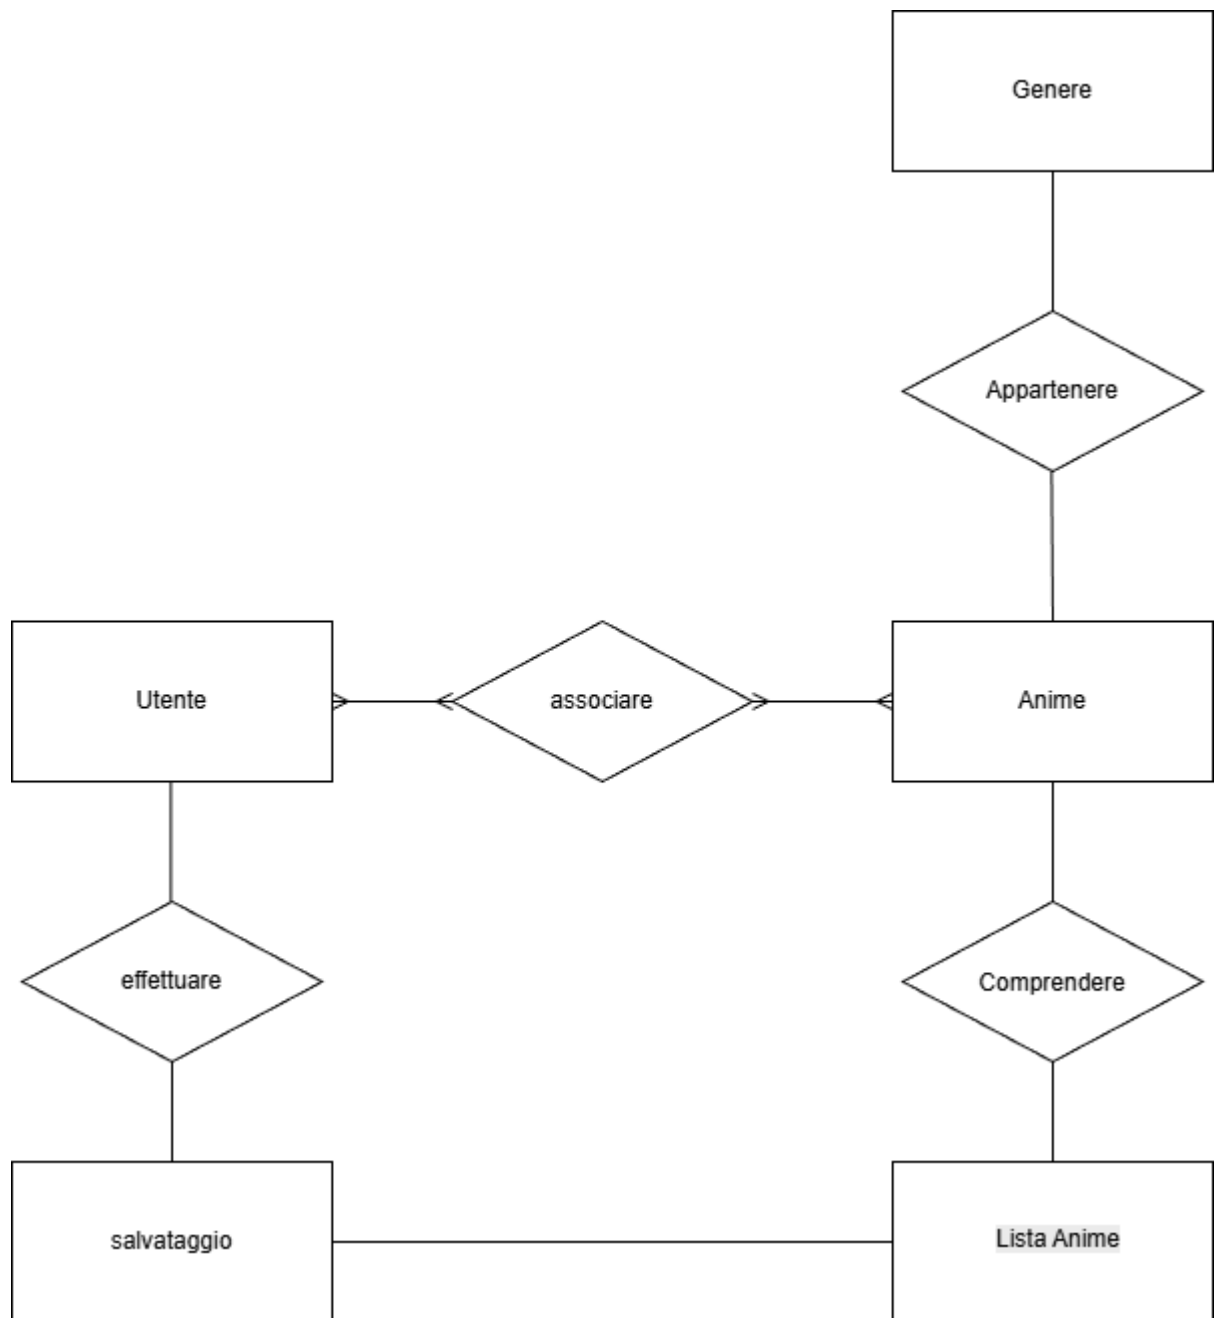 Genere
Appartenere
Utente
associare
Anime
effettuare
Comprendere
salvataggio
Lista Anime